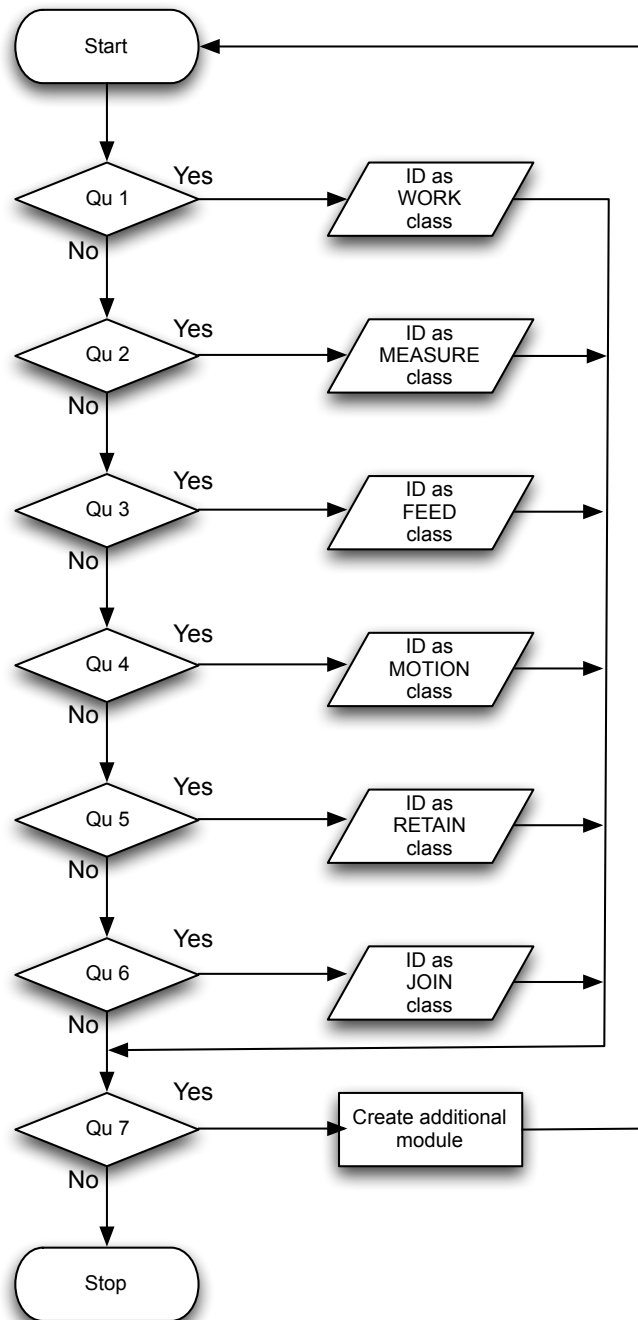 Start
Qu 1
Yes
ID as
WORK
class
No
Qu 2
Yes
ID as
MEASURE
class
No
Qu 3
Yes
ID as
FEED
class
No
Qu 4
Yes
ID as
MOTION
class
No
Qu 5
Yes
ID as
RETAIN
class
No
Qu 6
Yes
ID as
JOIN
class
No
Qu 7
Yes
Create additional
module
No
Stop